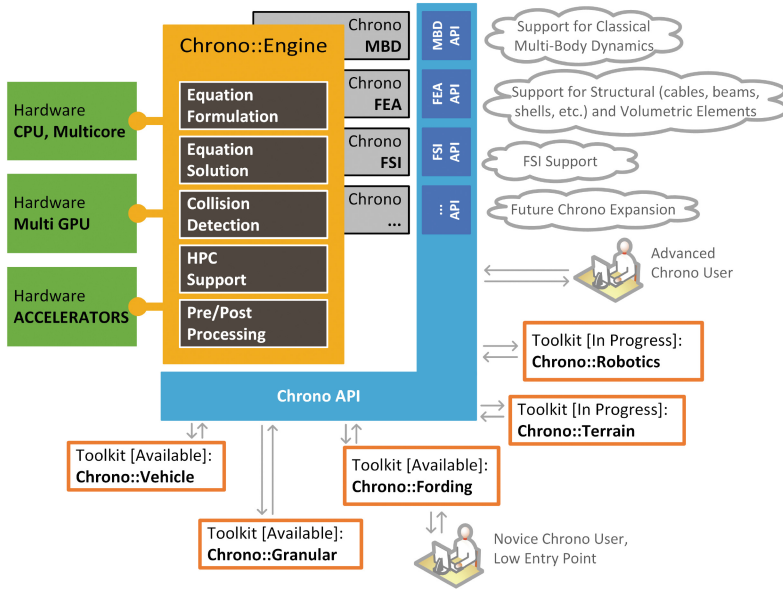 Chrono::Engine
Equation
Formulation
Equation
Solution
Collision
Detection
HPC
Support
Pre/Post
Processing
Hardware
CPU, Multicore
Hardware
Multi GPU
Hardware
ACCELERATORS
Chrono
MBD
Chrono
FEA
Chrono
FSI
Chrono
...
MBD
API
FEA
API
FSI
API
...
API
Support for Classical
Multi-Body Dynamics
Support for Structural (cables, beams,
shells, etc.) and Volumetric Elements
FSI Support
Future Chrono Expansion
Advanced
Chrono User
Chrono API
Toolkit [In Progress]:
Chrono::Robotics
Toolkit [In Progress]:
Chrono::Terrain
Toolkit [Available]:
Chrono::Vehicle
Toolkit [Available]:
Chrono::Fording
Toolkit [Available]:
Chrono::Granular
Novice Chrono User,
Low Entry Point